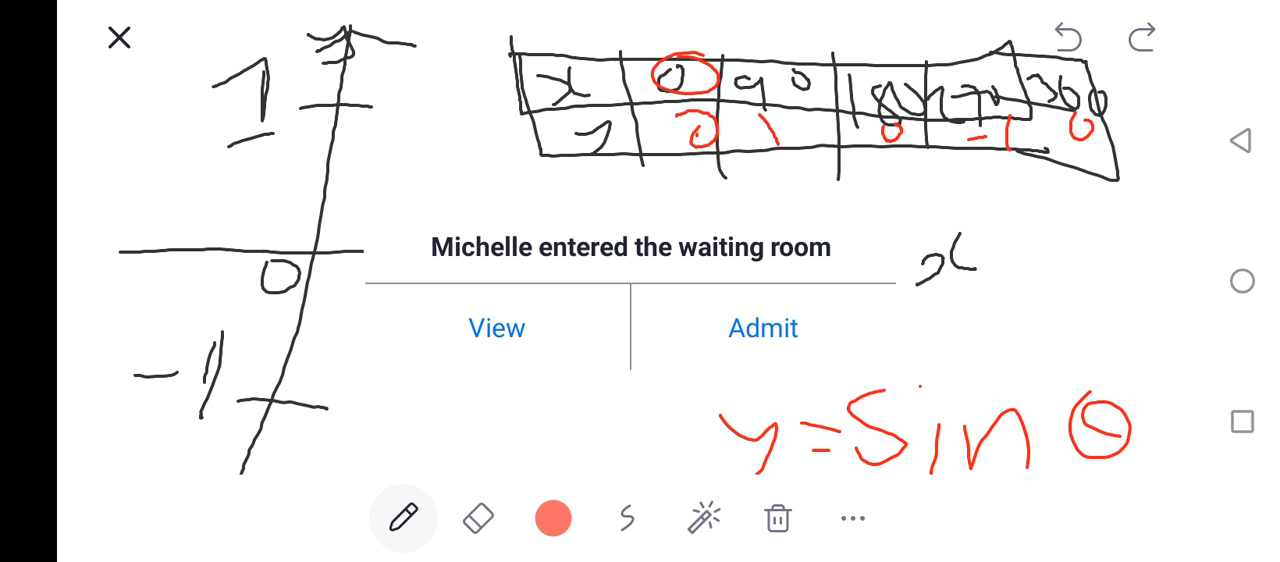 x 0 90 180 270 360
y 0 1 0 -1 0
y
1
Michelle entered the waiting room
0
x
View Admit
-1
y = Sin θ